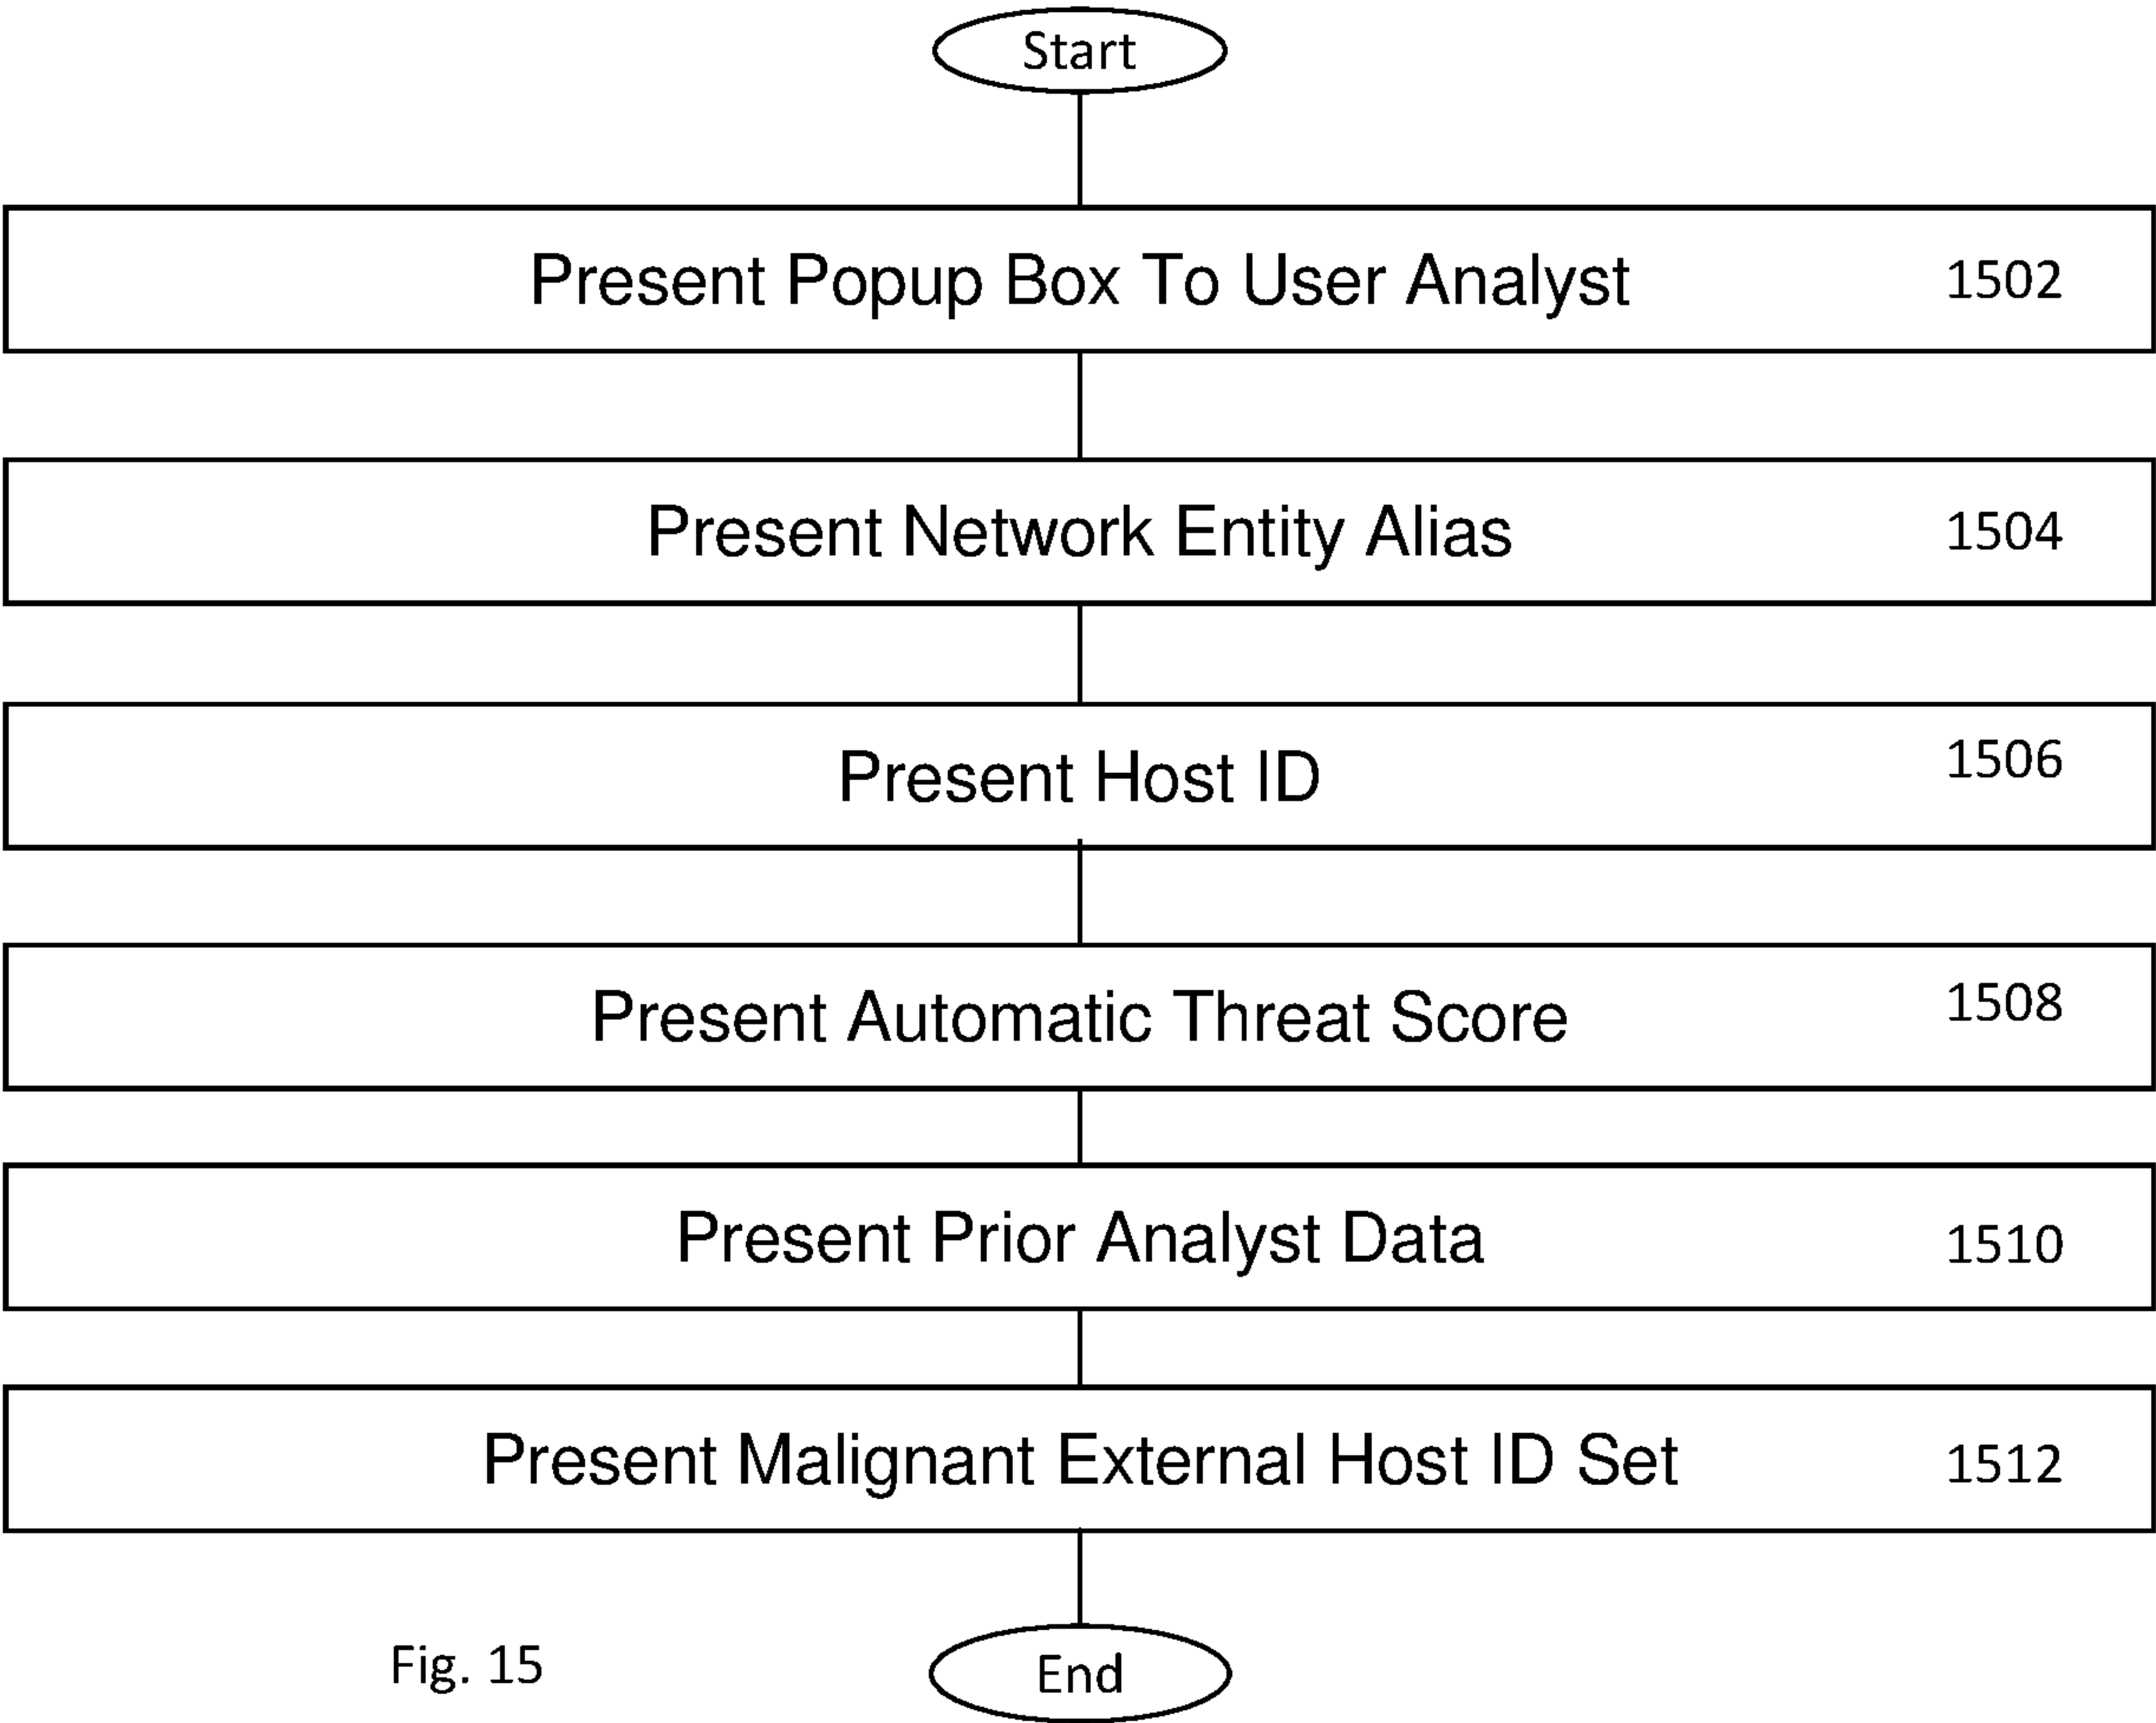 Start
Present Popup Box To User Analyst 1502
Present Network Entity Alias 1504
Present Host ID 1506
Present Automatic Threat Score 1508
Present Prior Analyst Data 1510
Present Malignant External Host ID Set 1512
End
Fig. 15